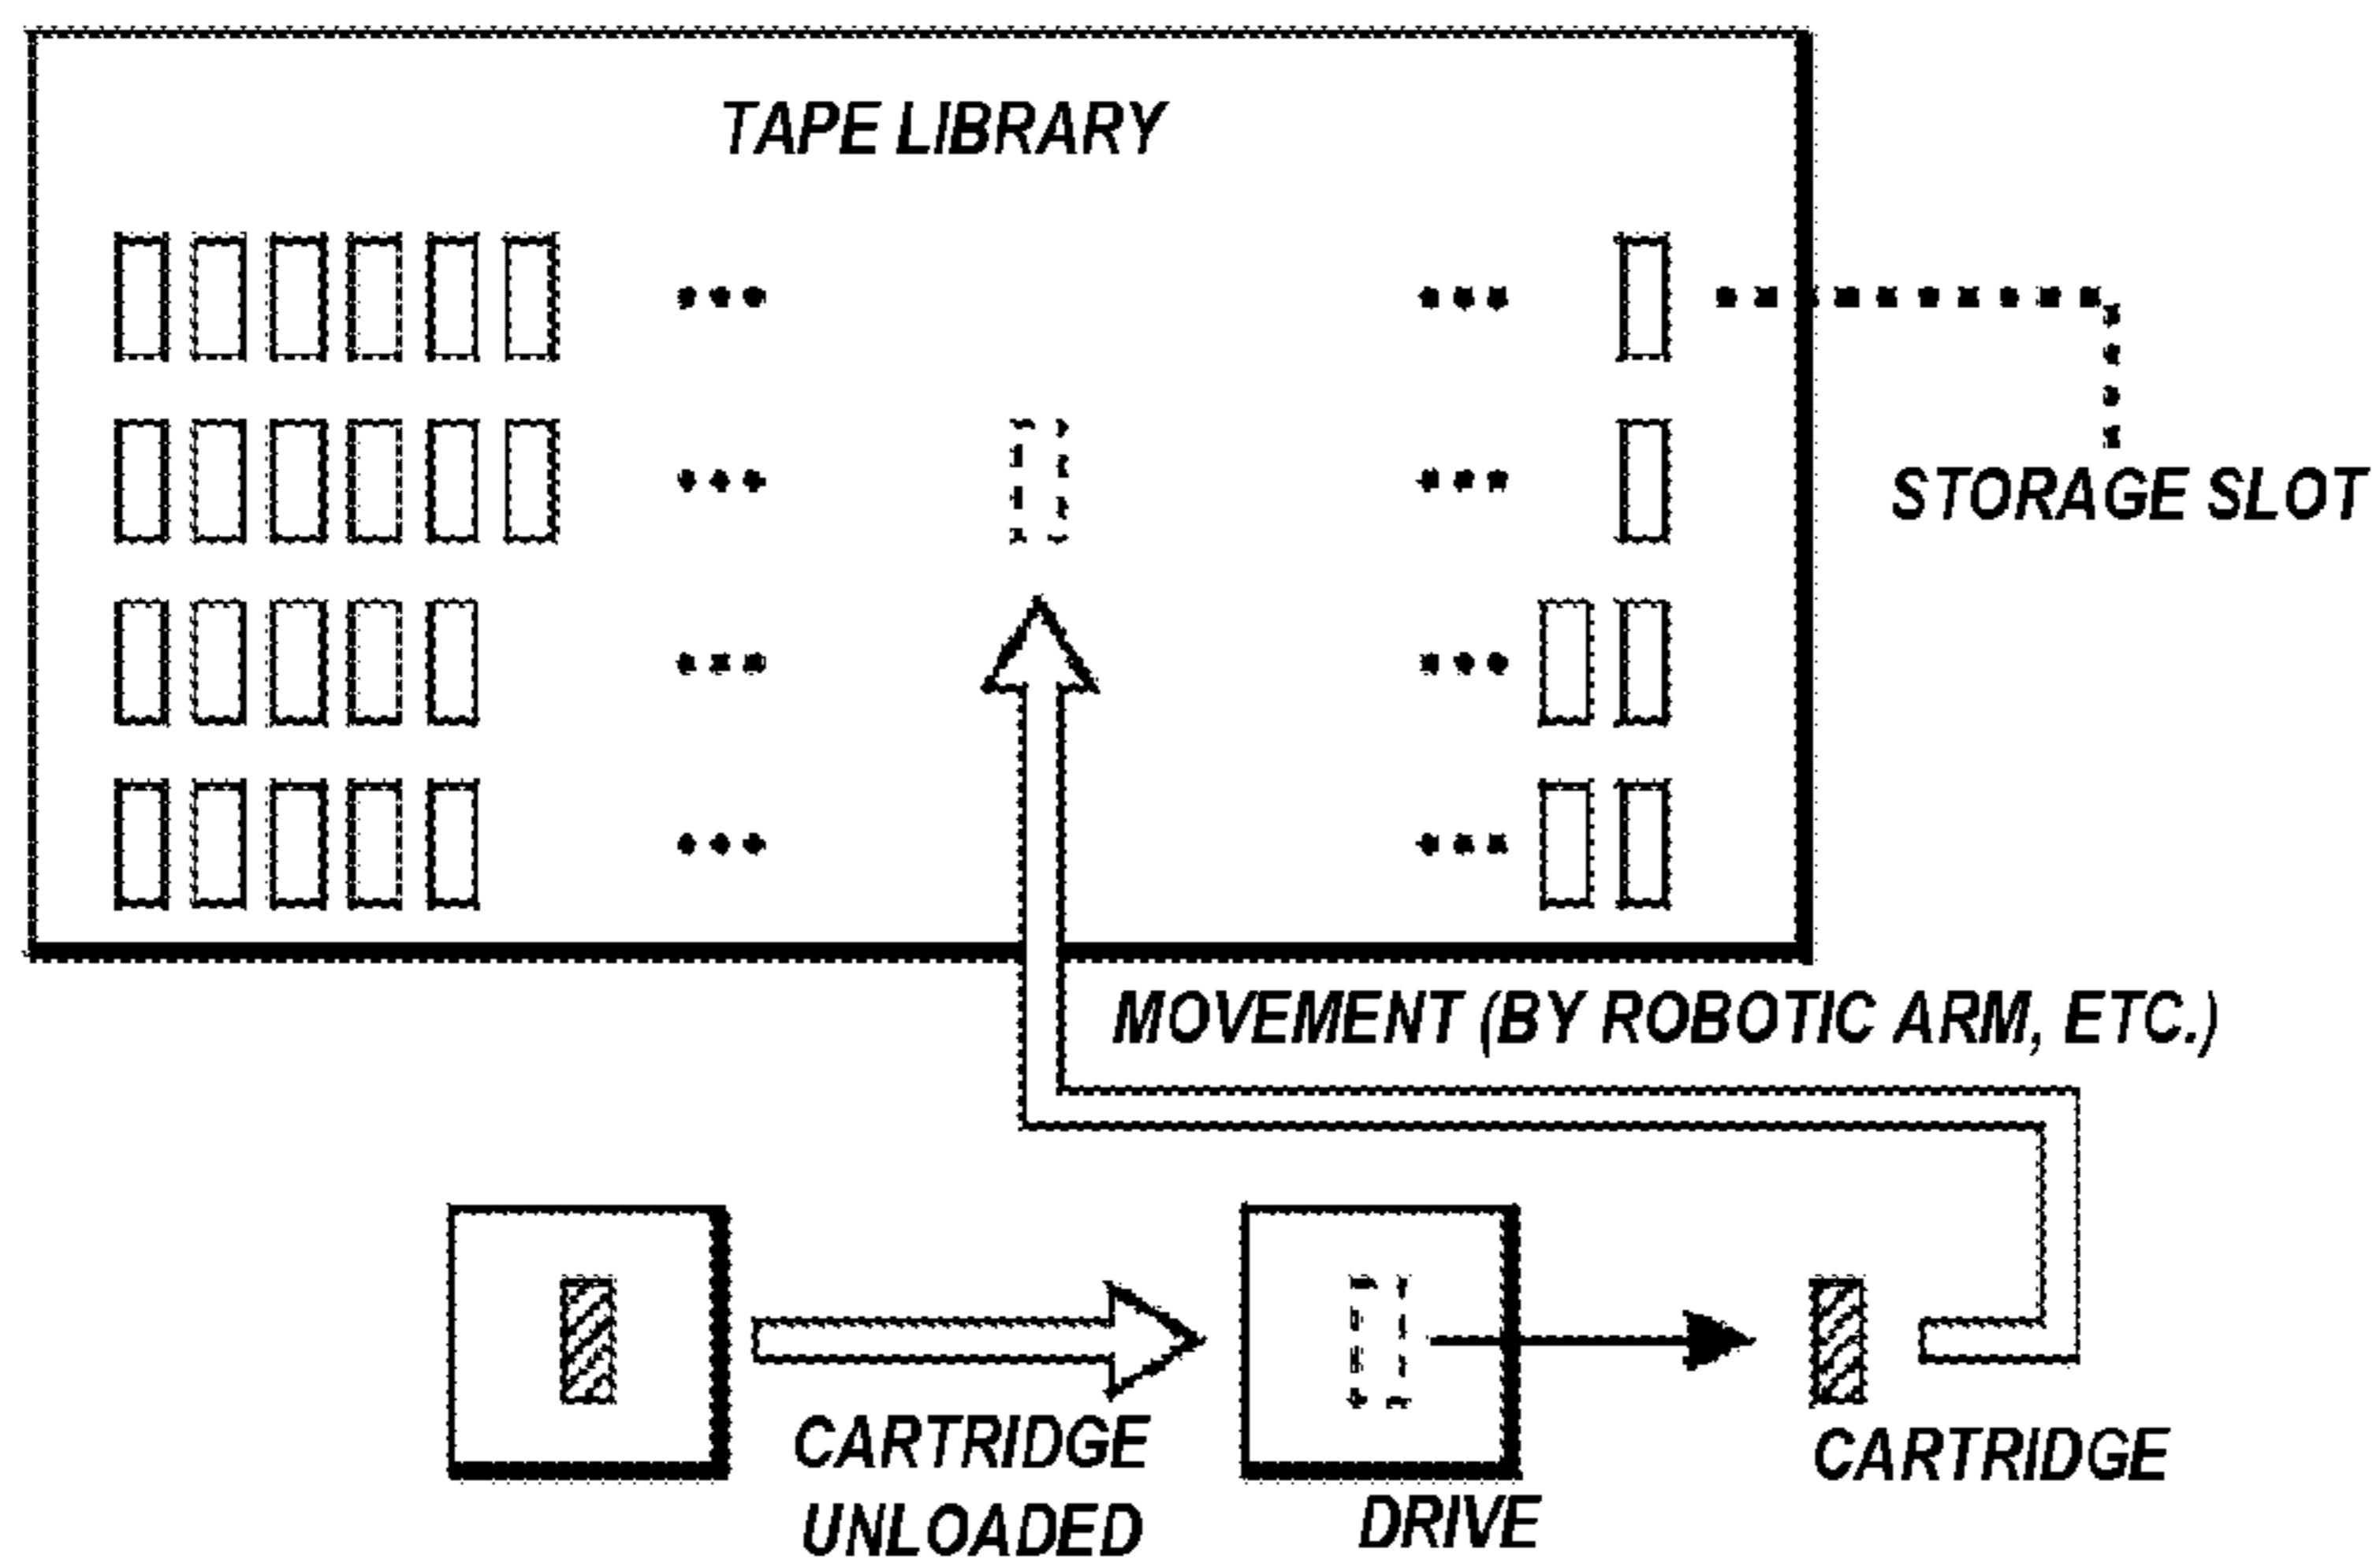 TAPE LIBRARY
STORAGE SLOT
MOVEMENT (BY ROBOTIC ARM, ETC.)
CARTRIDGE
UNLOADED
DRIVE
CARTRIDGE